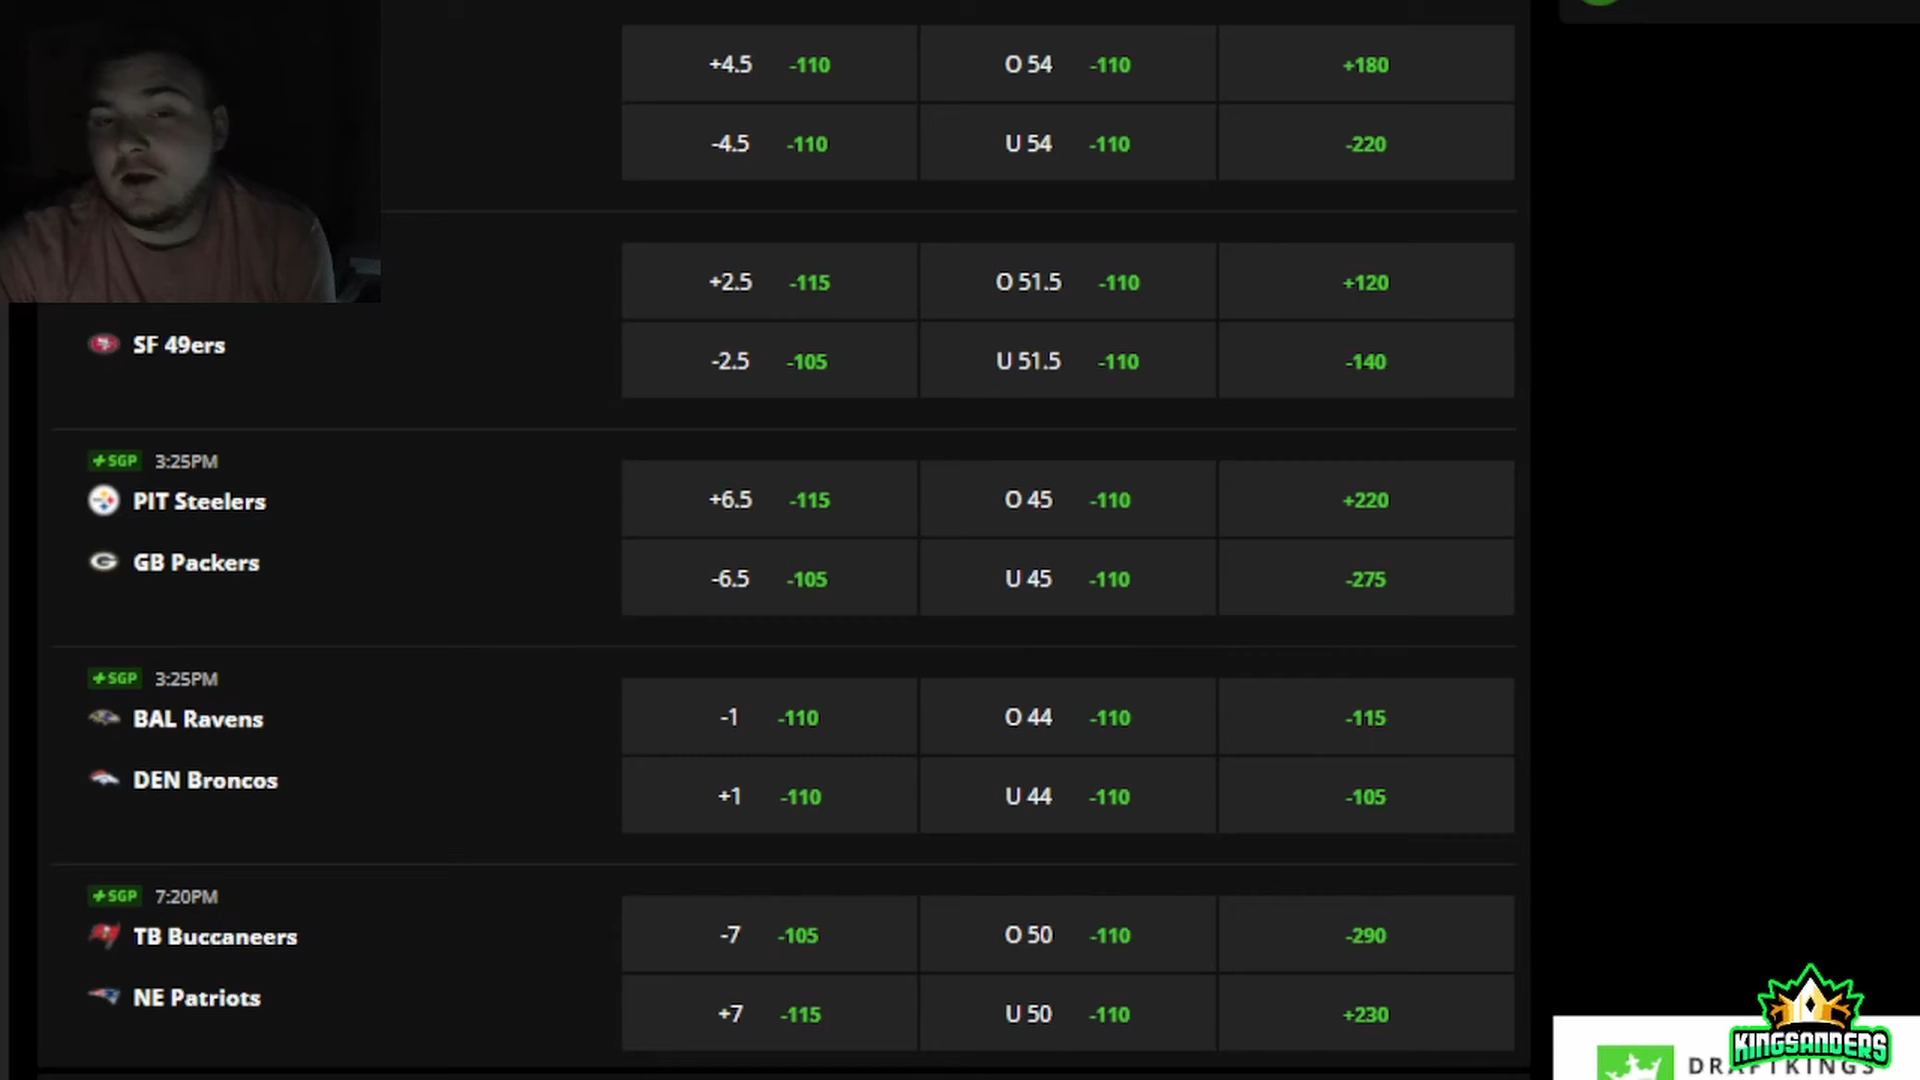 +4.5 -110 O 54 -110 +180
-4.5 -110 U 54 -110 -220
+2.5 -115 O 51.5 -110 +120
SF 49ers
-2.5 -105 U 51.5 -110 -140
+SGP 3:25PM
PIT Steelers +6.5 -115 O 45 -110 +220
GB Packers -6.5 -105 U 45 -110 -275
+SGP 3:25PM
BAL Ravens -1 -110 O 44 -110 -115
DEN Broncos +1 -110 U 44 -110 -105
+SGP 7:20PM
TB Buccaneers -7 -105 O 50 -110 -290
NE Patriots +7 -115 U 50 -110 +230
KINGSANDERS
DRAFTKINGS